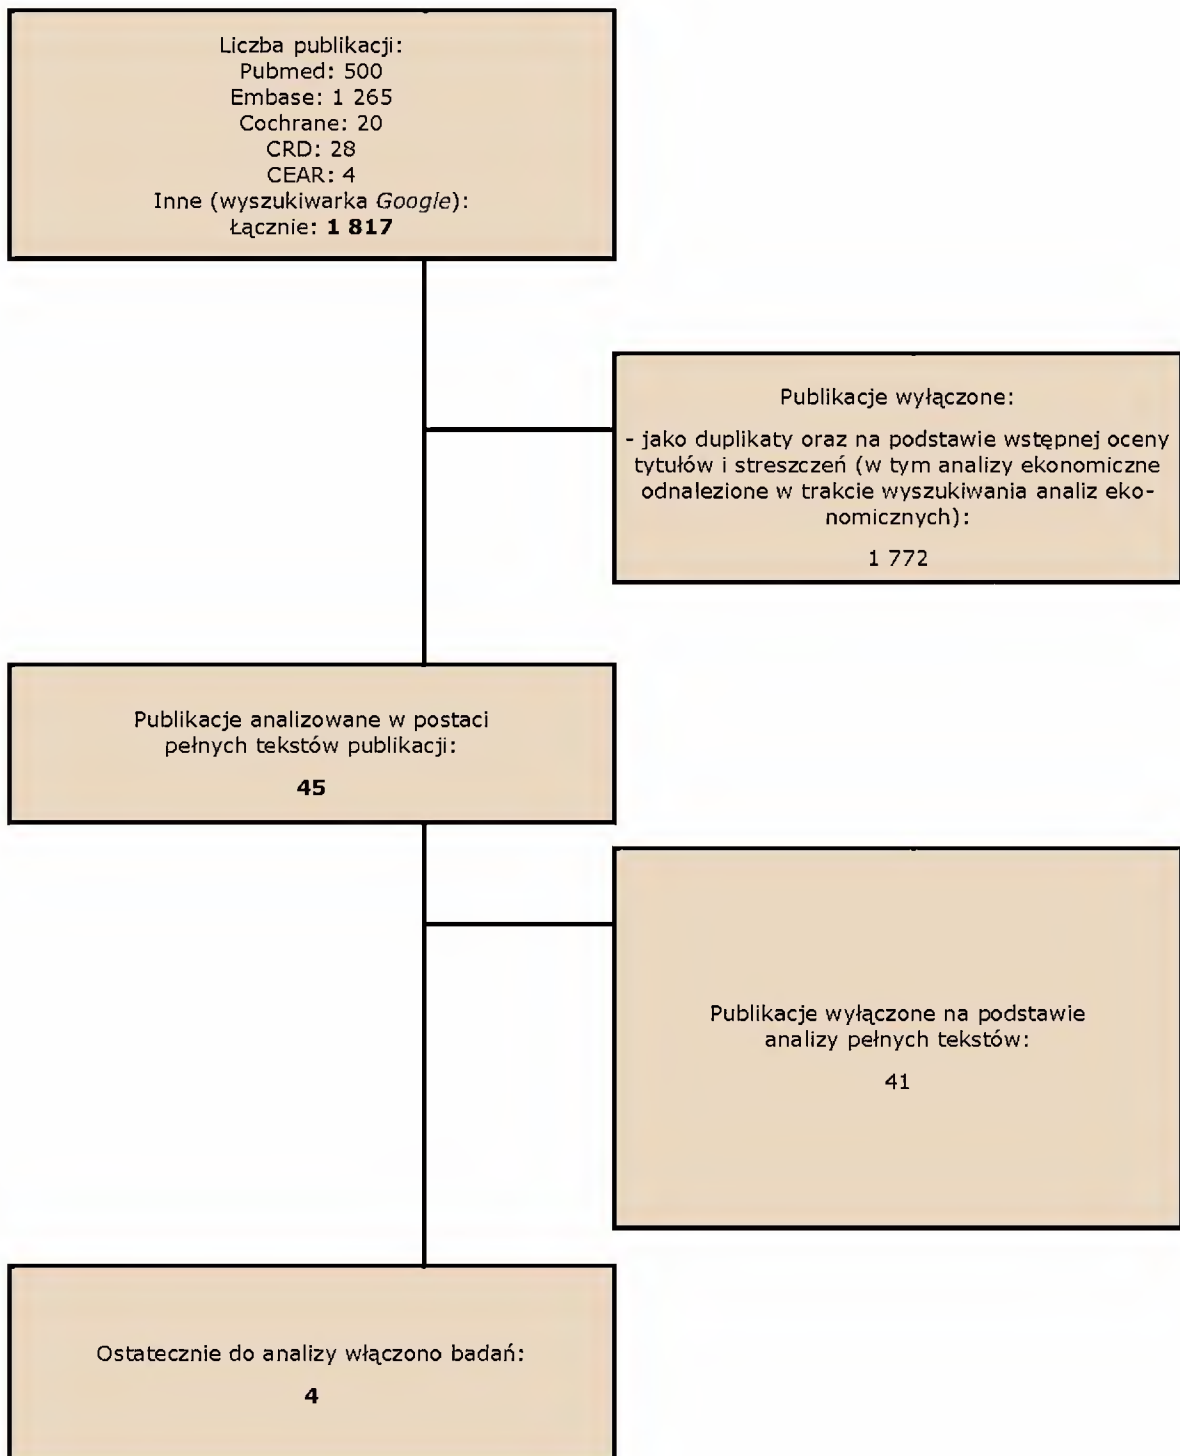 Liczba publikacji:
Pubmed: 500
Embase: 1 265
Cochrane: 20
CRD: 28
CEAR: 4
Inne (wyszukiwarka Google):
Łącznie: 1 817
Publikacje wyłączone:
- jako duplikaty oraz na podstawie wstępnej oceny
tytułów i streszczeń (w tym analizy ekonomiczne
odnalezione w trakcie wyszukiwania analiz eko-
nomicznych):
1 772
Publikacje analizowane w postaci
pełnych tekstów publikacji:
45
Publikacje wyłączone na podstawie
analizy pełnych tekstów:
41
Ostatecznie do analizy włączono badań:
4